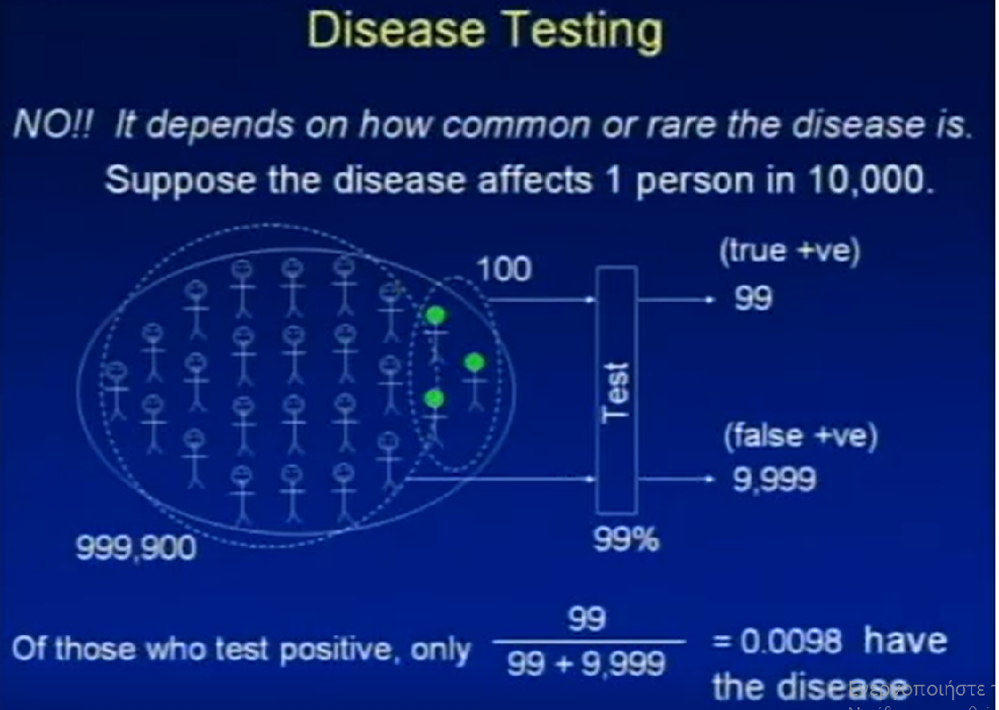 Disease Testing
NO!! It depends on how common or rare the disease is.
Suppose the disease affects 1 person in 10,000.
100
(true +ve)
99
Test
(false +ve)
9,999
99%
999,900
Of those who test positive, only
99
99 + 9,999
= 0.0098 have
the disease
Ενεργοποιήστε τ